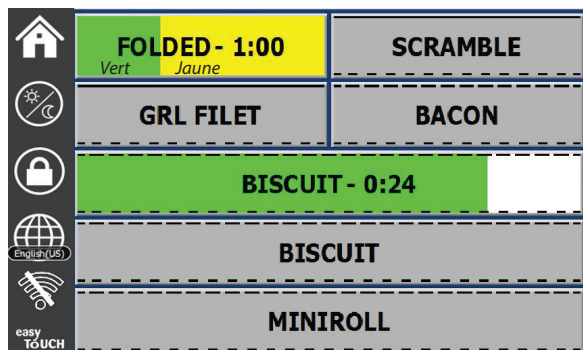 FOLDED - 1:00
Vert Jaune
SCRAMBLE
GRL FILET
BACON
BISCUIT - 0:24
English(US)
BISCUIT
MINIROLL
easy
TOUCH